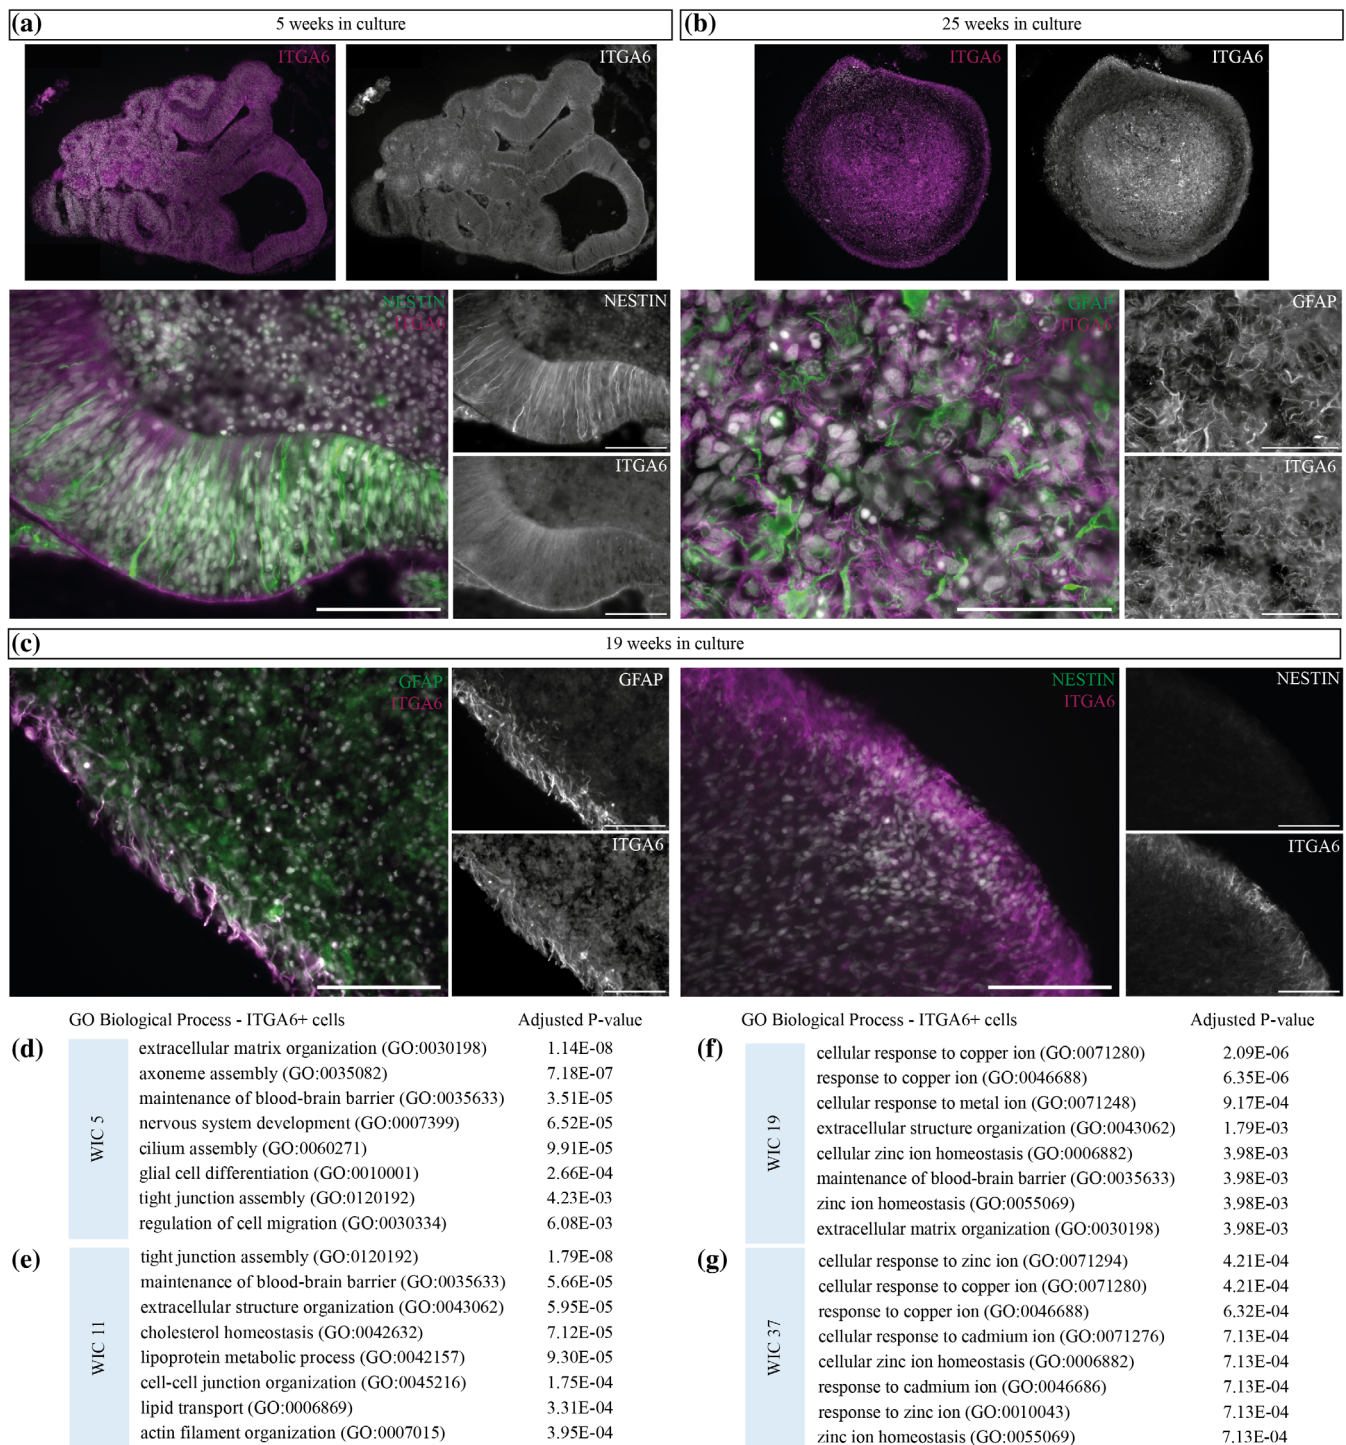 (a) 5 weeks in culture
ITGA6
ITGA6
NESTIN
ITGA6
NESTIN
ITGA6
(b) 25 weeks in culture
ITGA6
ITGA6
GFAP
ITGA6
GFAP
ITGA6
(c) 19 weeks in culture
GFAP
ITGA6
GFAP
ITGA6
NESTIN
ITGA6
NESTIN
ITGA6
GO Biological Process - ITGA6+ cells Adjusted P-value
(d)
WIC 5
extracellular matrix organization (GO:0030198) 1.14E-08
axoneme assembly (GO:0035082) 7.18E-07
maintenance of blood-brain barrier (GO:0035633) 3.51E-05
nervous system development (GO:0007399) 6.52E-05
cilium assembly (GO:0060271) 9.91E-05
glial cell differentiation (GO:0010001) 2.66E-04
tight junction assembly (GO:0120192) 4.23E-03
regulation of cell migration (GO:0030334) 6.08E-03
(e)
WIC 11
tight junction assembly (GO:0120192) 1.79E-08
maintenance of blood-brain barrier (GO:0035633) 5.66E-05
extracellular structure organization (GO:0043062) 5.95E-05
cholesterol homeostasis (GO:0042632) 7.12E-05
lipoprotein metabolic process (GO:0042157) 9.30E-05
cell-cell junction organization (GO:0045216) 1.75E-04
lipid transport (GO:0006869) 3.31E-04
actin filament organization (GO:0007015) 3.95E-04
GO Biological Process - ITGA6+ cells Adjusted P-value
(f)
WIC 19
cellular response to copper ion (GO:0071280) 2.09E-06
response to copper ion (GO:0046688) 6.35E-06
cellular response to metal ion (GO:0071248) 9.17E-04
extracellular structure organization (GO:0043062) 1.79E-03
cellular zinc ion homeostasis (GO:0006882) 3.98E-03
maintenance of blood-brain barrier (GO:0035633) 3.98E-03
zinc ion homeostasis (GO:0055069) 3.98E-03
extracellular matrix organization (GO:0030198) 3.98E-03
(g)
WIC 37
cellular response to zinc ion (GO:0071294) 4.21E-04
cellular response to copper ion (GO:0071280) 4.21E-04
response to copper ion (GO:0046688) 6.32E-04
cellular response to cadmium ion (GO:0071276) 7.13E-04
cellular zinc ion homeostasis (GO:0006882) 7.13E-04
response to cadmium ion (GO:0046686) 7.13E-04
response to zinc ion (GO:0010043) 7.13E-04
zinc ion homeostasis (GO:0055069) 7.13E-04